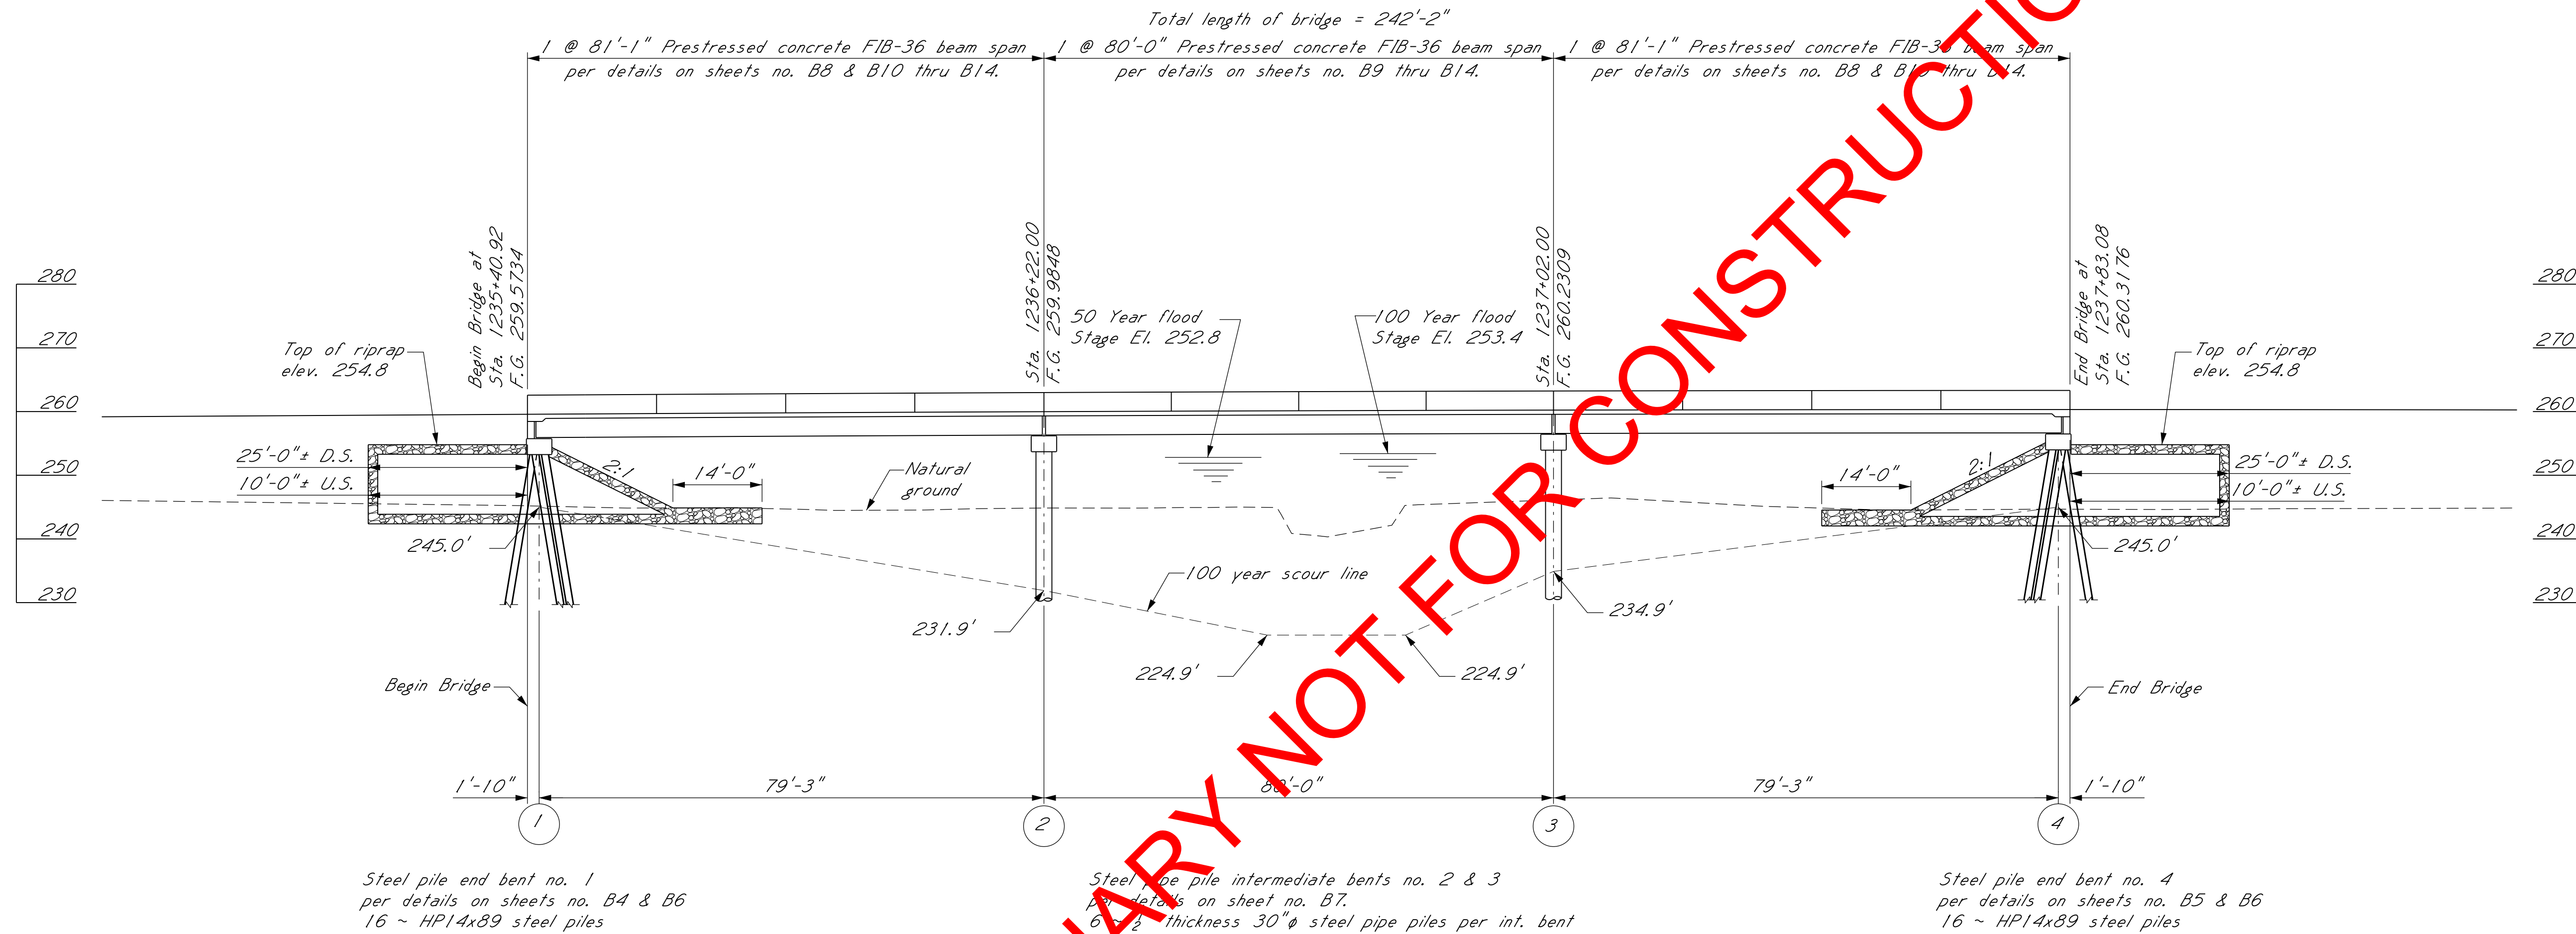 Total length of bridge = 242'-2"
1 @ 81'-1" Prestressed concrete FIB-36 beam span
per details on sheets no. B8 & B10 thru B14.
1 @ 80'-0" Prestressed concrete FIB-36 beam span
per details on sheets no. B9 thru B14.
1 @ 81'-1" Prestressed concrete FIB-36 beam span
per details on sheets no. B8 & B10 thru B14.
Begin Bridge at
Sta. 1235+40.92
F.G. 259.5734
Sta. 1236+22.00
F.G. 259.9848
Sta. 1237+02.00
F.G. 260.2309
End Bridge at
Sta. 1237+83.08
F.G. 260.3176
280
270
260
250
240
230
280
270
260
250
240
230
Top of riprap
elev. 254.8
50 Year flood
Stage El. 252.8
100 Year flood
Stage El. 253.4
Top of riprap
elev. 254.8
25'-0"± D.S.
10'-0"± U.S.
2:1
14'-0"
Natural
ground
14'-0"
2:1
25'-0"± D.S.
10'-0"± U.S.
245.0'
245.0'
100 year scour line
231.9'
234.9'
224.9'
224.9'
Begin Bridge
End Bridge
1'-10"
79'-3"
80'-0"
79'-3"
1'-10"
1
2
3
4
Steel pile end bent no. 1
per details on sheets no. B4 & B6
16 ~ HP14x89 steel piles
Steel pipe pile intermediate bents no. 2 & 3
per details on sheet no. B7.
6 ~ thickness 30"φ steel pipe piles per int. bent
Steel pile end bent no. 4
per details on sheets no. B5 & B6
16 ~ HP14x89 steel piles
NARY NOT FOR CONSTRUCTIO